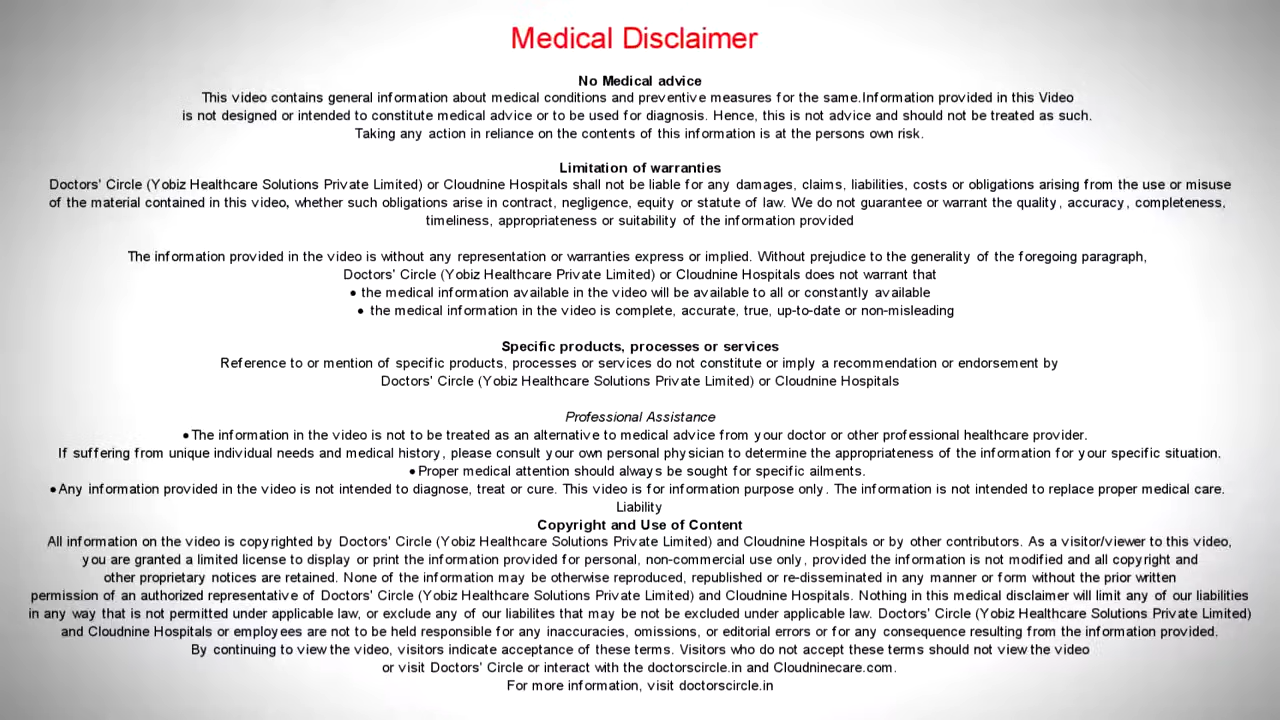 Medical Disclaimer
No Medical advice
This video contains general information about medical conditions and preventive measures for the same.Information provided in this Video
is not designed or intended to constitute medical advice or to be used for diagnosis. Hence, this is not advice and should not be treated as such.
Taking any action in reliance on the contents of this information is at the persons own risk.
Limitation of warranties
Doctors' Circle (Yobiz Healthcare Solutions Private Limited) or Cloudnine Hospitals shall not be liable for any damages, claims, liabilities, costs or obligations arising from the use or misuse
of the material contained in this video, whether such obligations arise in contract, negligence, equity or statute of law. We do not guarantee or warrant the quality, accuracy, completeness,
timeliness, appropriateness or suitability of the information provided
The information provided in the video is without any representation or warranties express or implied. Without prejudice to the generality of the foregoing paragraph,
Doctors' Circle (Yobiz Healthcare Private Limited) or Cloudnine Hospitals does not warrant that
• the medical information available in the video will be available to all or constantly available
• the medical information in the video is complete, accurate, true, up-to-date or non-misleading
Specific products, processes or services
Reference to or mention of specific products, processes or services do not constitute or imply a recommendation or endorsement by
Doctors' Circle (Yobiz Healthcare Solutions Private Limited) or Cloudnine Hospitals
Professional Assistance
•The information in the video is not to be treated as an alternative to medical advice from your doctor or other professional healthcare provider.
If suffering from unique individual needs and medical history, please consult your own personal physician to determine the appropriateness of the information for your specific situation.
•Proper medical attention should always be sought for specific ailments.
•Any information provided in the video is not intended to diagnose, treat or cure. This video is for information purpose only. The information is not intended to replace proper medical care.
Liability
Copyright and Use of Content
All information on the video is copyrighted by Doctors' Circle (Yobiz Healthcare Solutions Private Limited) and Cloudnine Hospitals or by other contributors. As a visitor/viewer to this video,
you are granted a limited license to display or print the information provided for personal, non-commercial use only, provided the information is not modified and all copyright and
other proprietary notices are retained. None of the information may be otherwise reproduced, republished or re-disseminated in any manner or form without the prior written
permission of an authorized representative of Doctors' Circle (Yobiz Healthcare Solutions Private Limited) and Cloudnine Hospitals. Nothing in this medical disclaimer will limit any of our liabilities
in any way that is not permitted under applicable law, or exclude any of our liabilites that may be not be excluded under applicable law. Doctors' Circle (Yobiz Healthcare Solutions Private Limited)
and Cloudnine Hospitals or employees are not to be held responsible for any inaccuracies, omissions, or editorial errors or for any consequence resulting from the information provided.
By continuing to view the video, visitors indicate acceptance of these terms. Visitors who do not accept these terms should not view the video
or visit Doctors' Circle or interact with the doctorscircle.in and Cloudninecare.com.
For more information, visit doctorscircle.in